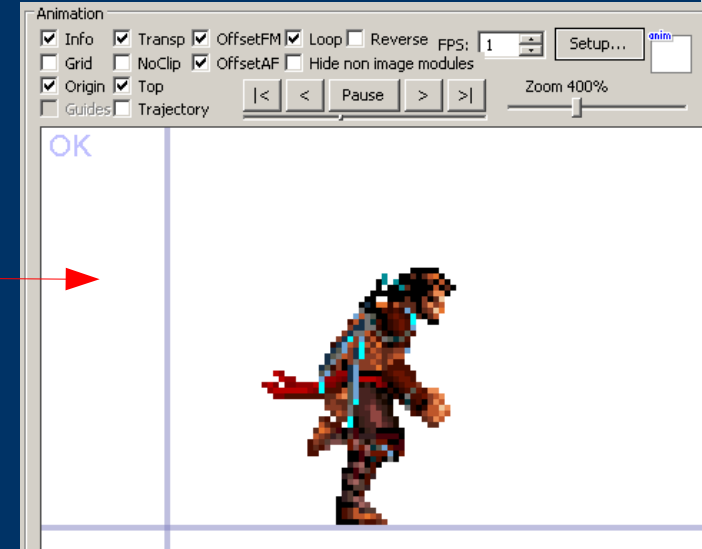 Animation
Info Transp OffsetFM Loop Reverse FPS: 1 Setup... anim
Grid NoClip OffsetAF Hide non image modules
Origin Top |< < Pause > >| Zoom 400%
Guides Trajectory
OK